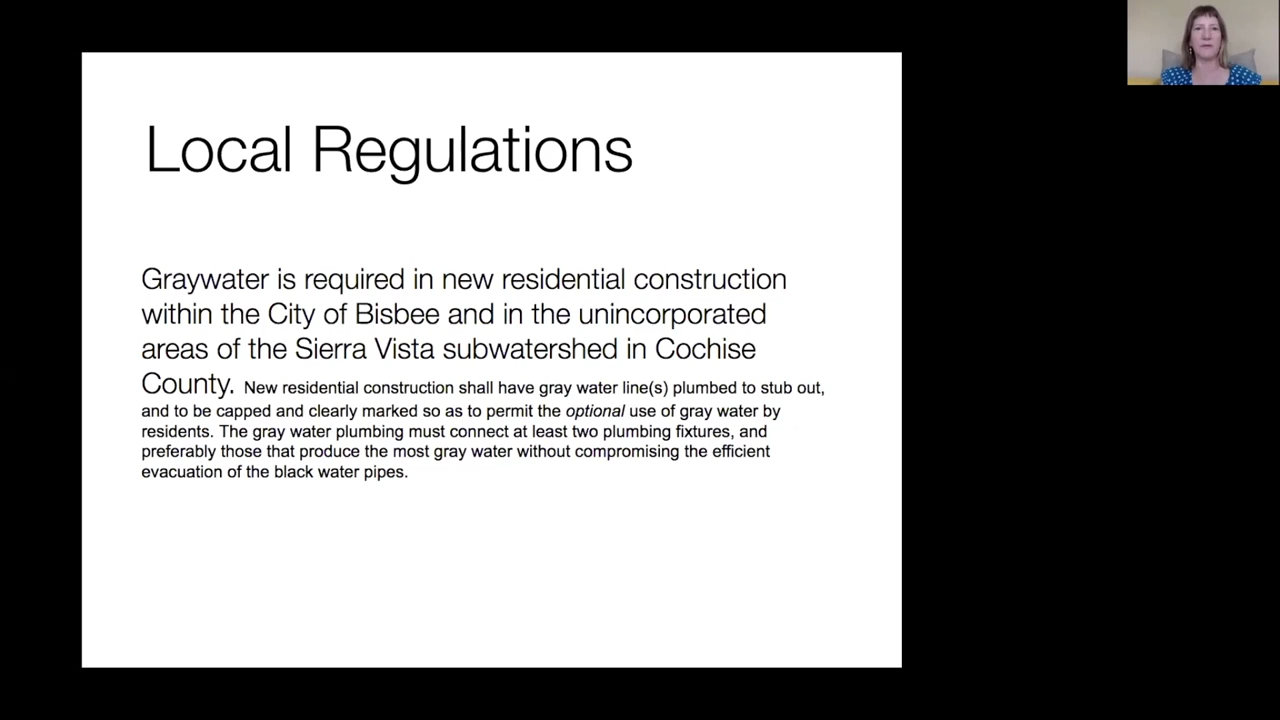 Local Regulations
Graywater is required in new residential construction
within the City of Bisbee and in the unincorporated
areas of the Sierra Vista subwatershed in Cochise
County. New residential construction shall have gray water line(s) plumbed to stub out,
and to be capped and clearly marked so as to permit the optional use of gray water by
residents. The gray water plumbing must connect at least two plumbing fixtures, and
preferably those that produce the most gray water without compromising the efficient
evacuation of the black water pipes.